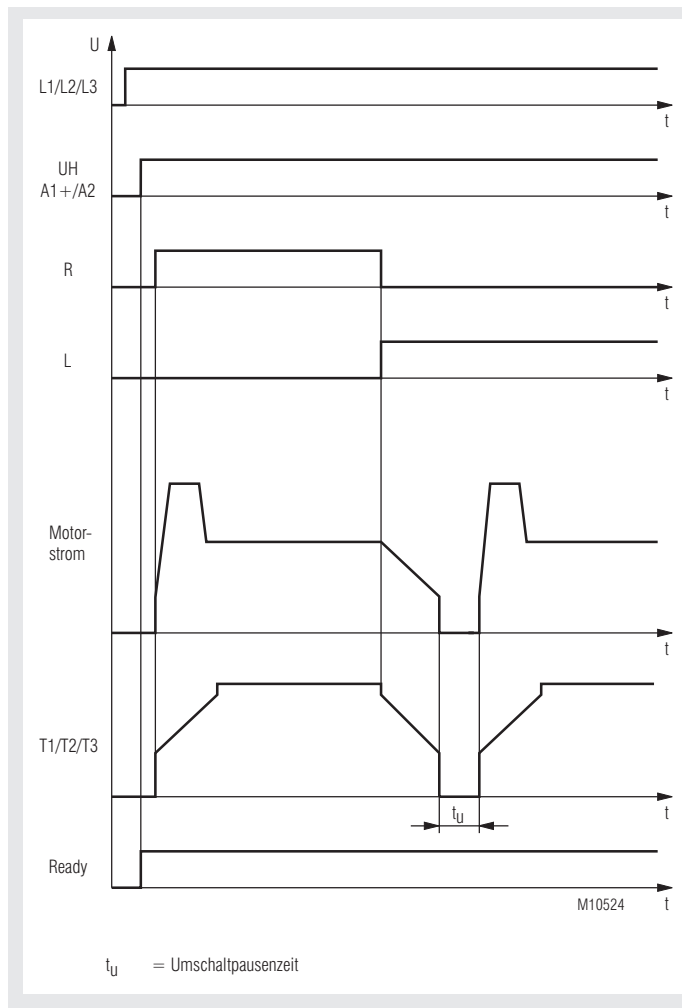 U
L1/L2/L3
t
UH
A1+/A2
t
R
t
L
t
Motor-
strom
t
T1/T2/T3
tu
t
Ready
M10524 t
tu = Umschaltpausenzeit